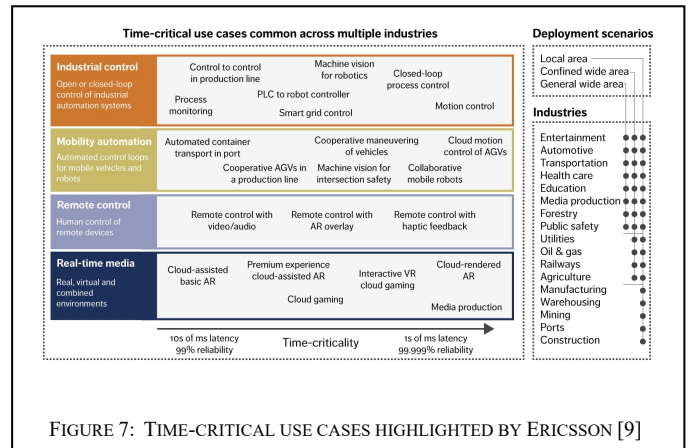 Time-critical use cases common across multiple industries
Industrial control
Open or closed-loop
control of industrial
automation systems
Control to control
in production line
Machine vision
for robotics
Closed-loop
process control
Process
monitoring
PLC to robot controller
Smart grid control
Motion control
Mobility automation
Automated control loops
for mobile vehicles and
robots
Automated container
transport in port
Cooperative maneuvering
of vehicles
Cloud motion
control of AGVs
Cooperative AGVs in
a production line
Machine vision for
intersection safety
Collaborative
mobile robots
Remote control
Human control of
remote devices
Remote control with
video/audio
Remote control with
AR overlay
Remote control with
haptic feedback
Real-time media
Real, virtual and
combined
environments
Cloud-assisted
basic AR
Premium experience
cloud-assisted AR
Interactive VR
cloud gaming
Cloud-rendered
AR
Cloud gaming
Media production
10s of ms latency
99% reliability
Time-criticality
1s of ms latency
99.999% reliability
Deployment scenarios
Local area
Confined wide area
General wide area
Industries
Entertainment
Automotive
Transportation
Health care
Education
Media production
Forestry
Public safety
Utilities
Oil & gas
Railways
Agriculture
Manufacturing
Warehousing
Mining
Ports
Construction
FIGURE 7: TIME-CRITICAL USE CASES HIGHLIGHTED BY ERICSSON [9]